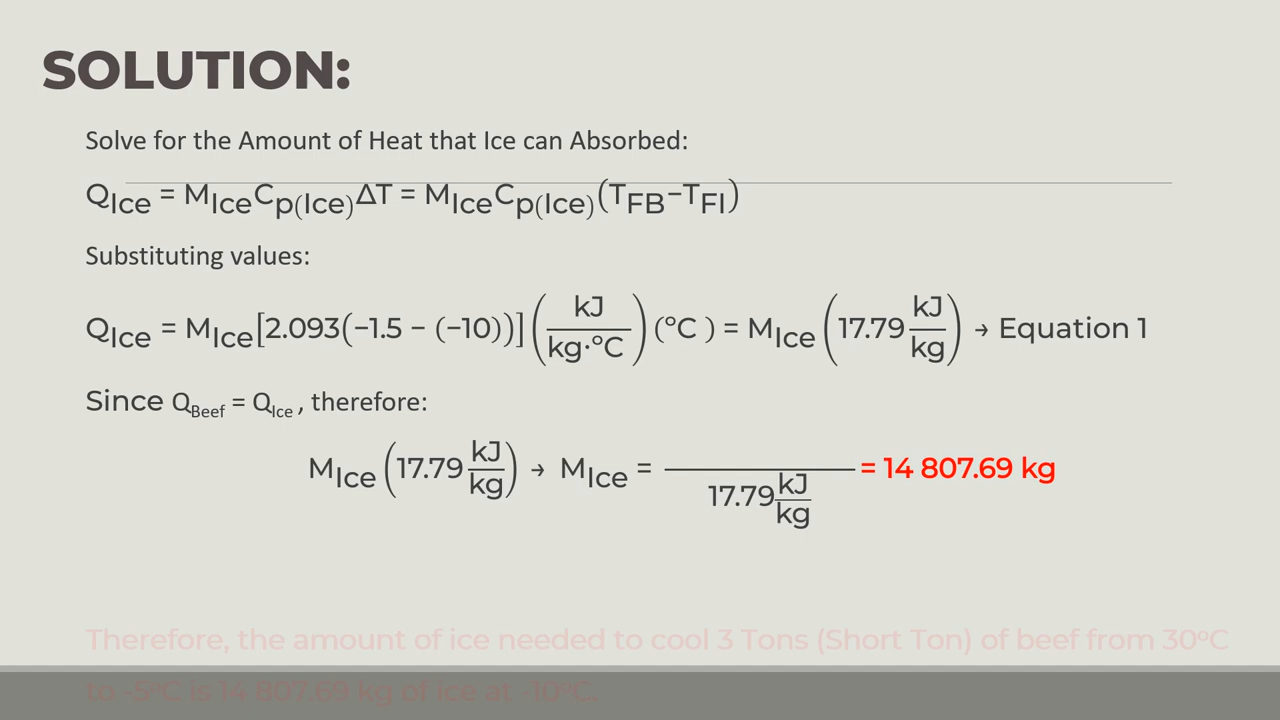 SOLUTION:
Solve for the Amount of Heat that Ice can Absorbed:
Q_Ice = M_Ice C_p(Ice) ΔT = M_Ice C_p(Ice) (T_FB−T_FI)
Substituting values:
Q_Ice = M_Ice [2.093(−1.5 − (−10))] (kJ/kg·°C) (°C ) = M_Ice (17.79 kJ/kg) → Equation 1
Since Q_Beef = Q_Ice , therefore:
M_Ice (17.79 kJ/kg) → M_Ice = /17.79 kJ/kg = 14 807.69 kg
Therefore, the amount of ice needed to cool 3 Tons (Short Ton) of beef from 30°C
to -5°C is 14 807.69 kg of ice at -10°C.